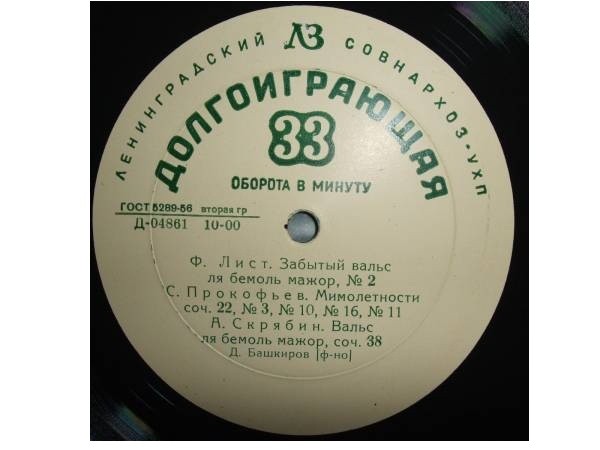 ЛЕНИНГРАДСКИЙ ЛЗ СОВНАРХОЗ-УХП
ДОЛГОИГРАЮЩАЯ
33
ОБОРОТА В МИНУТУ
ГОСТ 5289-56 вторая гр
Д-04861 10-00
Ф. Лист. Забытый вальс
ля бемоль мажор, № 2
С. Прокофьев. Мимолетности
соч. 22, № 3, № 10, № 16, № 11
А. Скрябин. Вальс
ля бемоль мажор, соч. 38
Д. Башкиров [ф-но]